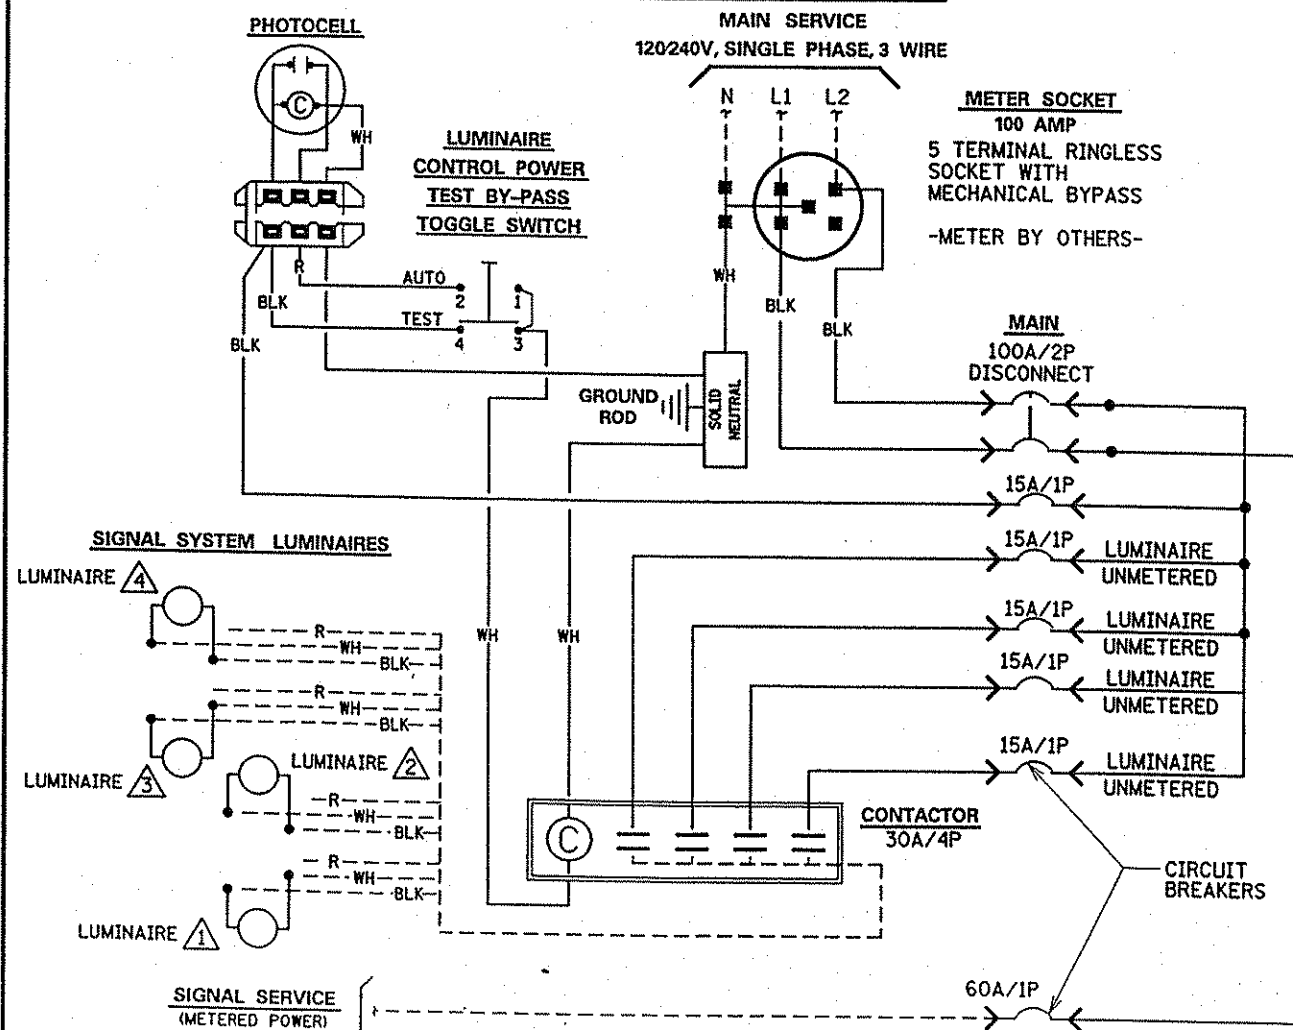 PHOTOCELL
C
WH
MAIN SERVICE
120/240V, SINGLE PHASE, 3 WIRE
N L1 L2
METER SOCKET
100 AMP
5 TERMINAL RINGLESS
SOCKET WITH
MECHANICAL BYPASS
-METER BY OTHERS-
LUMINAIRE
CONTROL POWER
TEST BY-PASS
TOGGLE SWITCH
R
BLK
BLK
AUTO
2 1
TEST
4 3
WH
BLK
BLK
MAIN
100A/2P
DISCONNECT
GROUND
ROD
SOLID
NEUTRAL
15A/1P
15A/1P
LUMINAIRE
UNMETERED
15A/1P
LUMINAIRE
UNMETERED
15A/1P
LUMINAIRE
UNMETERED
15A/1P
LUMINAIRE
UNMETERED
SIGNAL SYSTEM LUMINAIRES
LUMINAIRE 4
R
WH
BLK
R
WH
BLK
LUMINAIRE 3
LUMINAIRE 2
R
WH
BLK
R
WH
BLK
LUMINAIRE 1
WH
WH
C
CONTACTOR
30A/4P
CIRCUIT
BREAKERS
SIGNAL SERVICE
(METERED POWER)
60A/1P